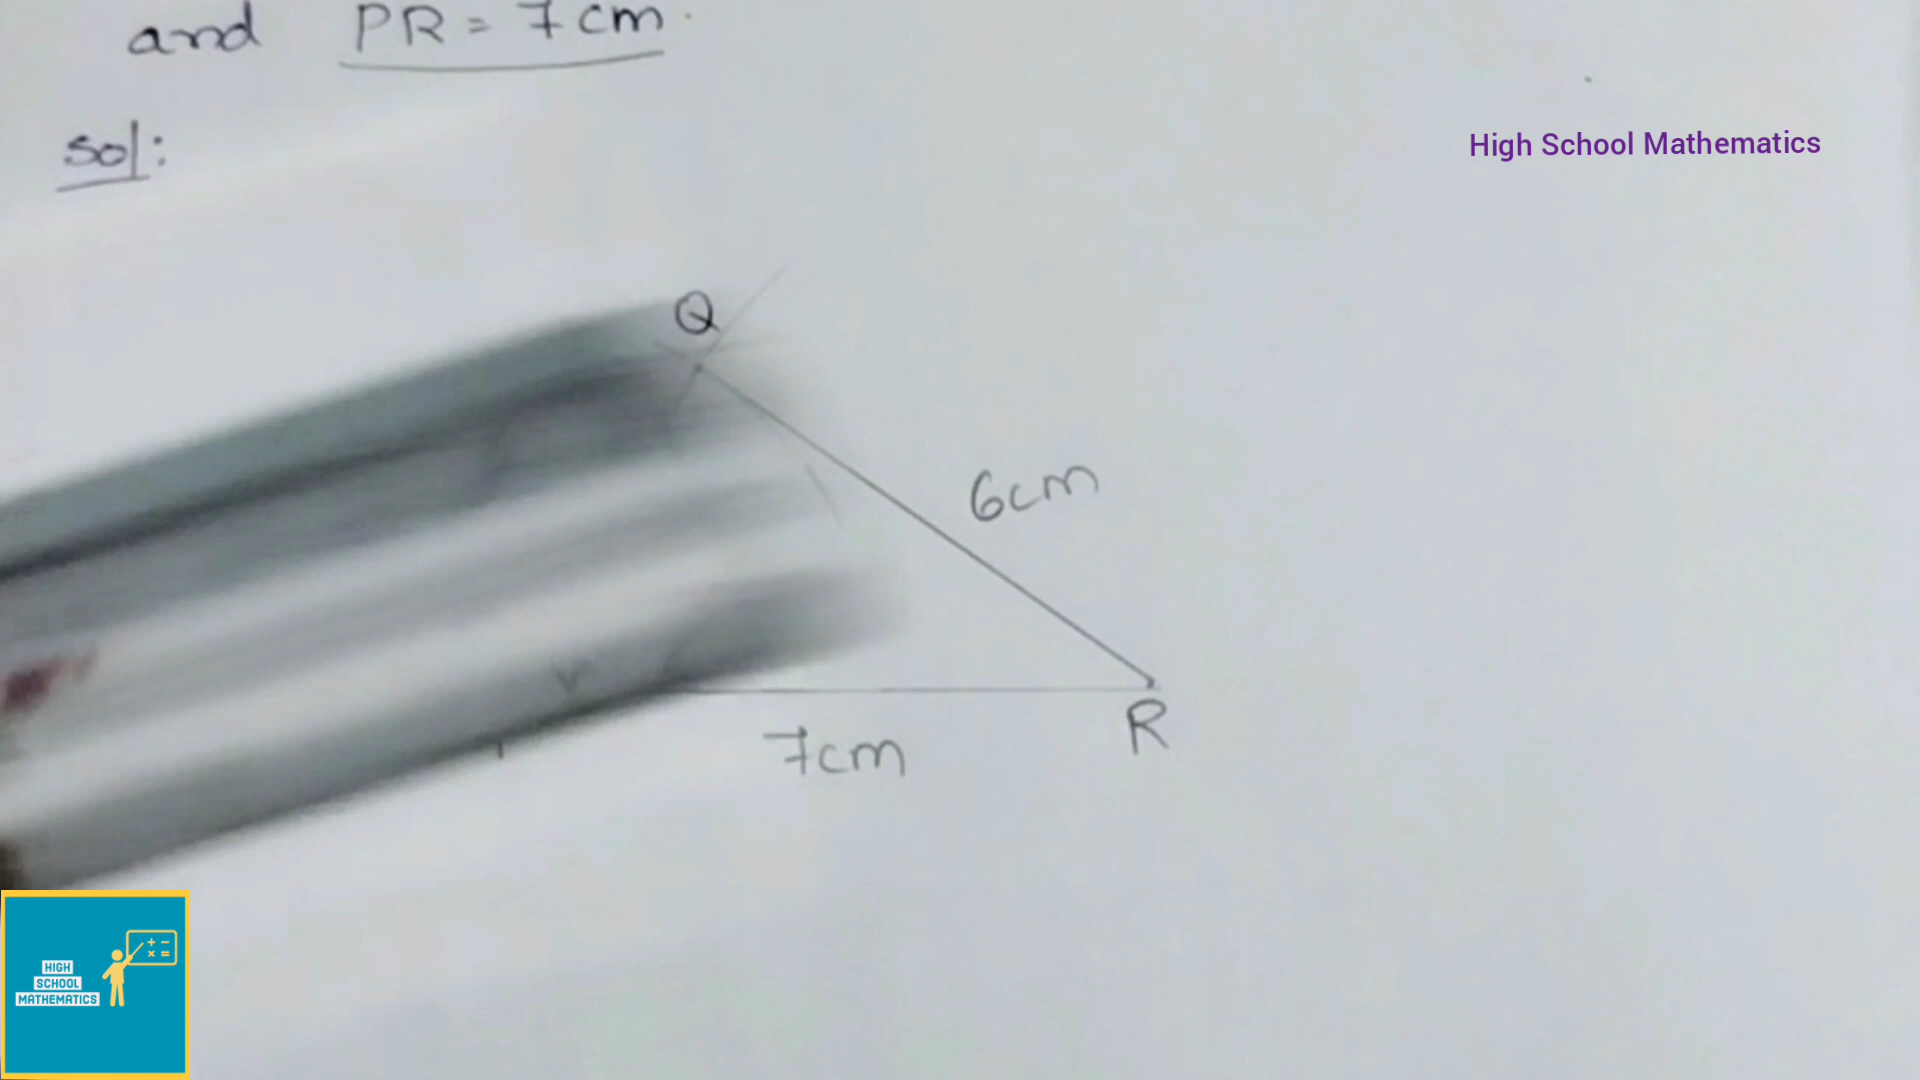 and PR = 7cm.
sol:
High School Mathematics
Q
6cm
7cm
R
HIGH
SCHOOL
MATHEMATICS